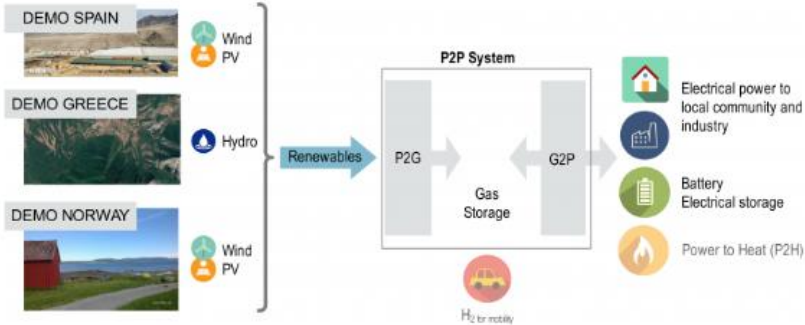 DEMO SPAIN
Wind
PV
DEMO GREECE
Hydro
DEMO NORWAY
Wind
PV
Renewables
P2P System
P2G
G2P
Gas
Storage
H2 for mobility
Electrical power to
local community and
industry
Battery
Electrical storage
Power to Heat (P2H)